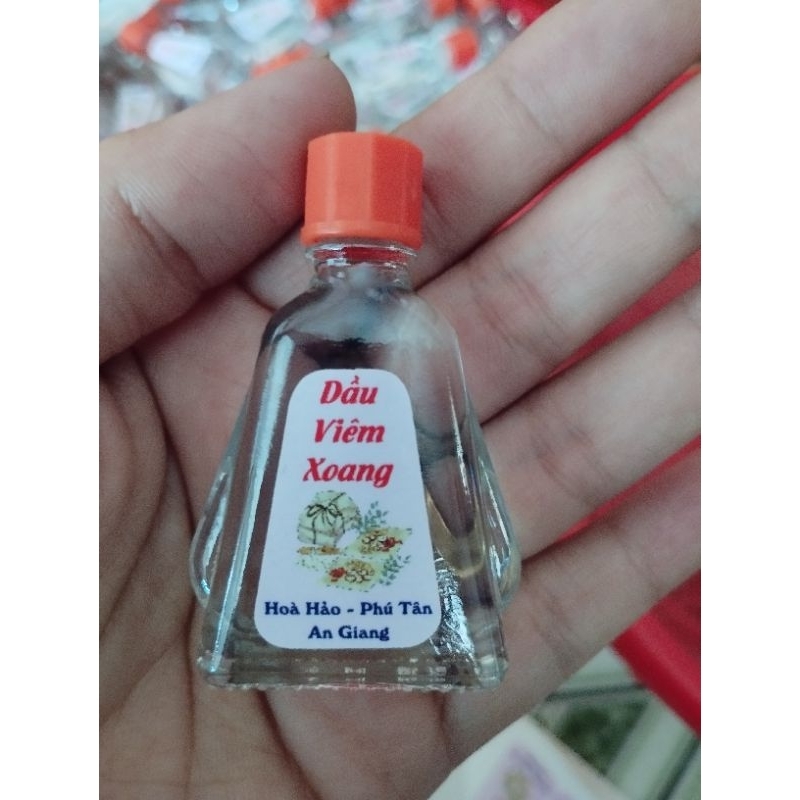 Dầu
Viêm
Xoang
Hoà Hảo - Phú Tân
An Giang